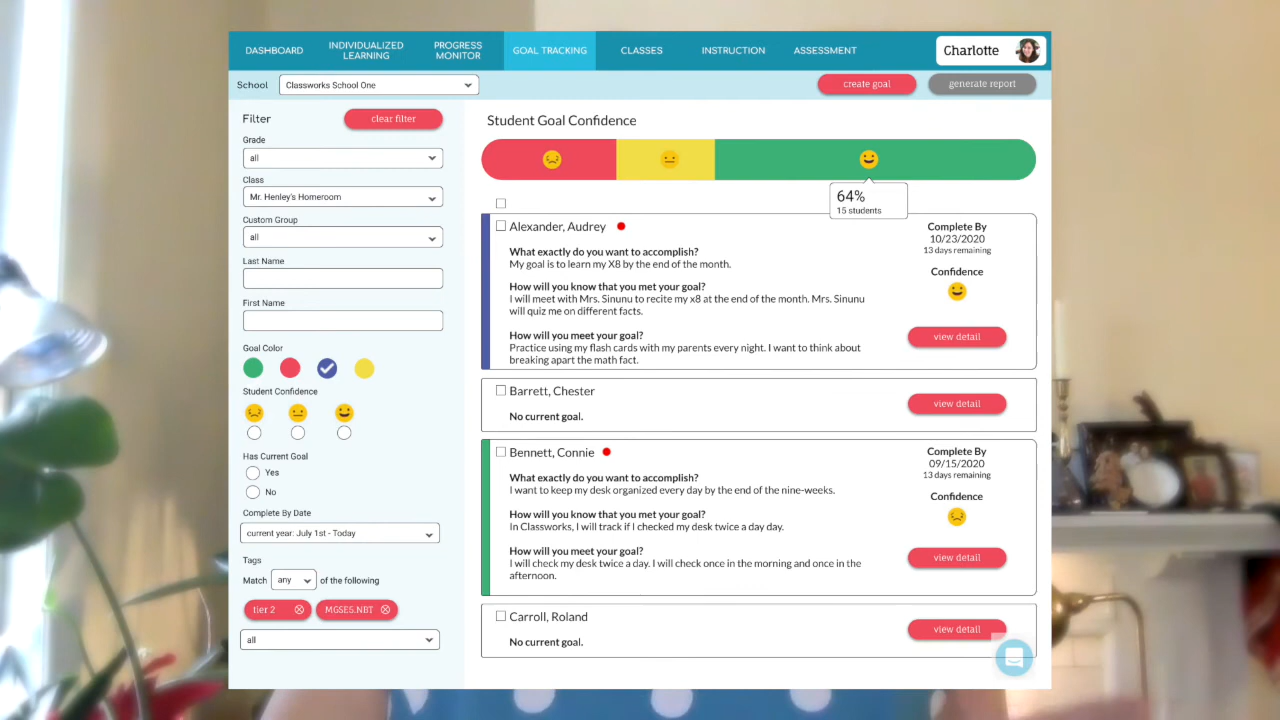 DASHBOARD
INDIVIDUALIZED
LEARNING
PROGRESS
MONITOR
GOAL TRACKING
CLASSES
INSTRUCTION
ASSESSMENT
Charlotte
School
Classworks School One
create goal
generate report
Filter
clear filter
Grade
all
Class
Mr. Henley's Homeroom
Custom Group
all
Last Name
First Name
Goal Color
Student Confidence
Has Current Goal
Yes
No
Complete By Date
current year: July 1st - Today
Tags
Match any of the following
tier 2
MGSE5.NBT
all
Student Goal Confidence
64%
15 students
Alexander, Audrey
What exactly do you want to accomplish?
My goal is to learn my X8 by the end of the month.
How will you know that you met your goal?
I will meet with Mrs. Sinunu to recite my x8 at the end of the month. Mrs. Sinunu
will quiz me on different facts.
How will you meet your goal?
Practice using my flash cards with my parents every night. I want to think about
breaking apart the math fact.
Complete By
10/23/2020
13 days remaining
Confidence
view detail
Barrett, Chester
No current goal.
view detail
Bennett, Connie
What exactly do you want to accomplish?
I want to keep my desk organized every day by the end of the nine-weeks.
How will you know that you met your goal?
In Classworks, I will track if I checked my desk twice a day day.
How will you meet your goal?
I will check my desk twice a day. I will check once in the morning and once in the
afternoon.
Complete By
09/15/2020
13 days remaining
Confidence
view detail
Carroll, Roland
No current goal.
view detail